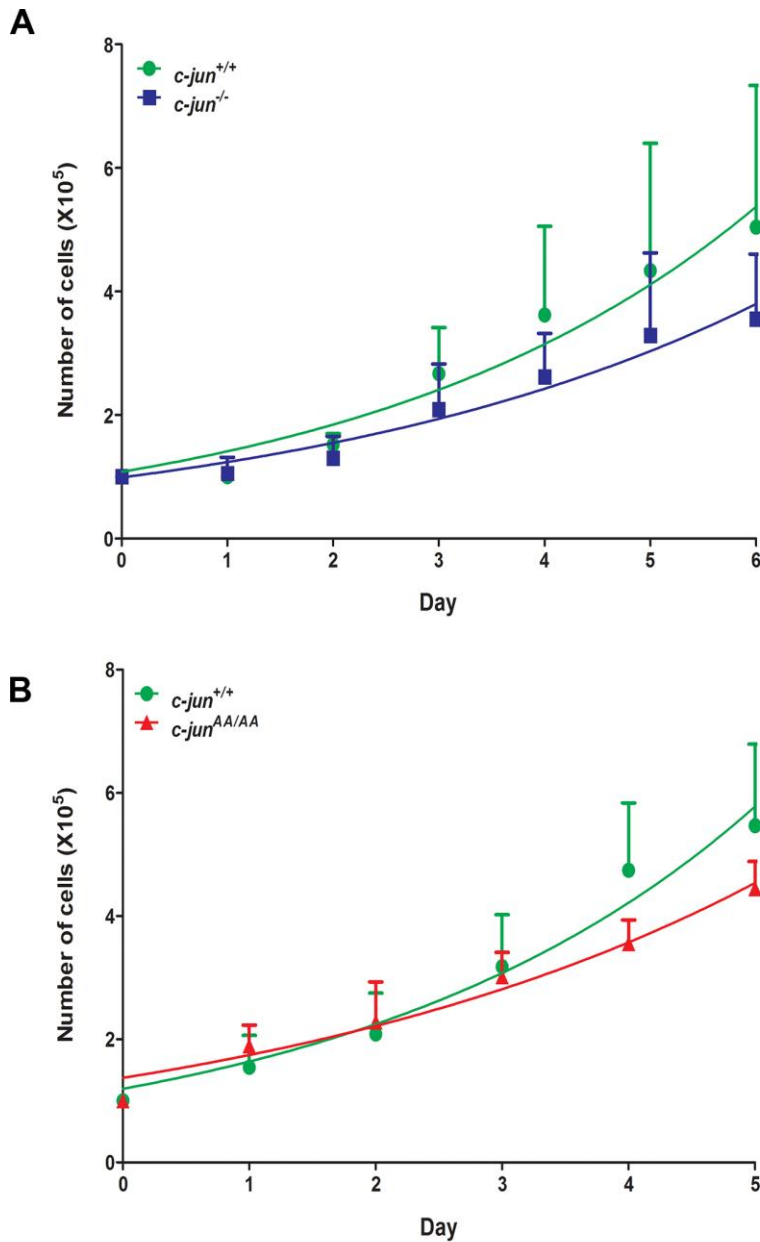 A
8
6
4
2
0
Number of cells (X10⁵)
c-jun⁺/⁺
c-jun⁻/⁻
0 1 2 3 4 5 6
Day
B
8
6
4
2
0
Number of cells (X10⁵)
c-jun⁺/⁺
c-junᴬᴬ/ᴬᴬ
0 1 2 3 4 5
Day